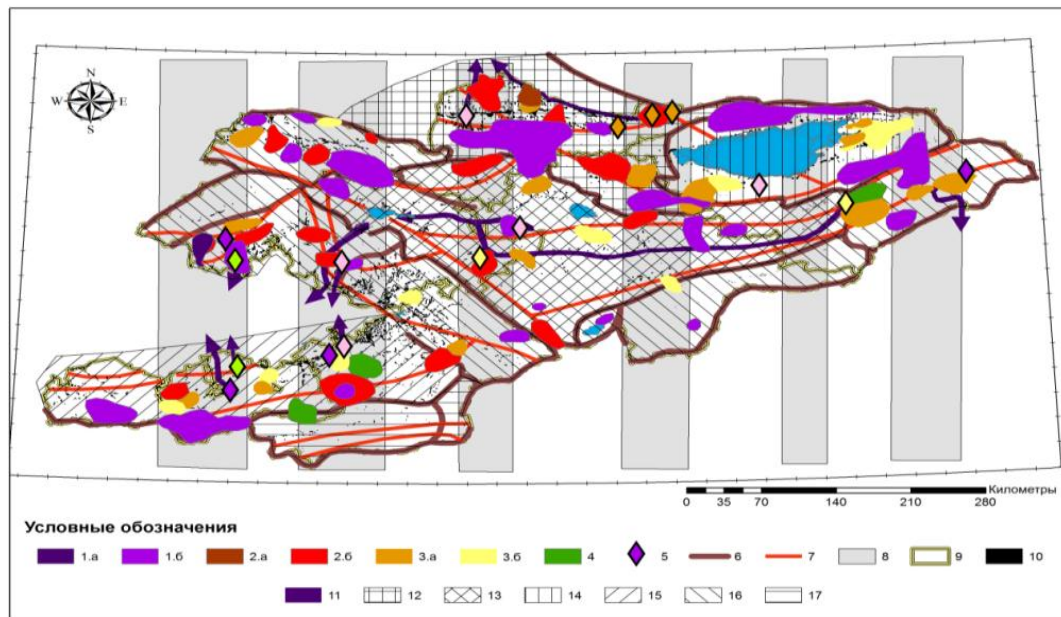 N
W E
S
Километры
0 15 35 70 140 210 280
Условные обозначения
1.а 1.б 2.а 2.б 3.а 3.б 4 5 6 7 8 9 10
11 12 13 14 15 16 17